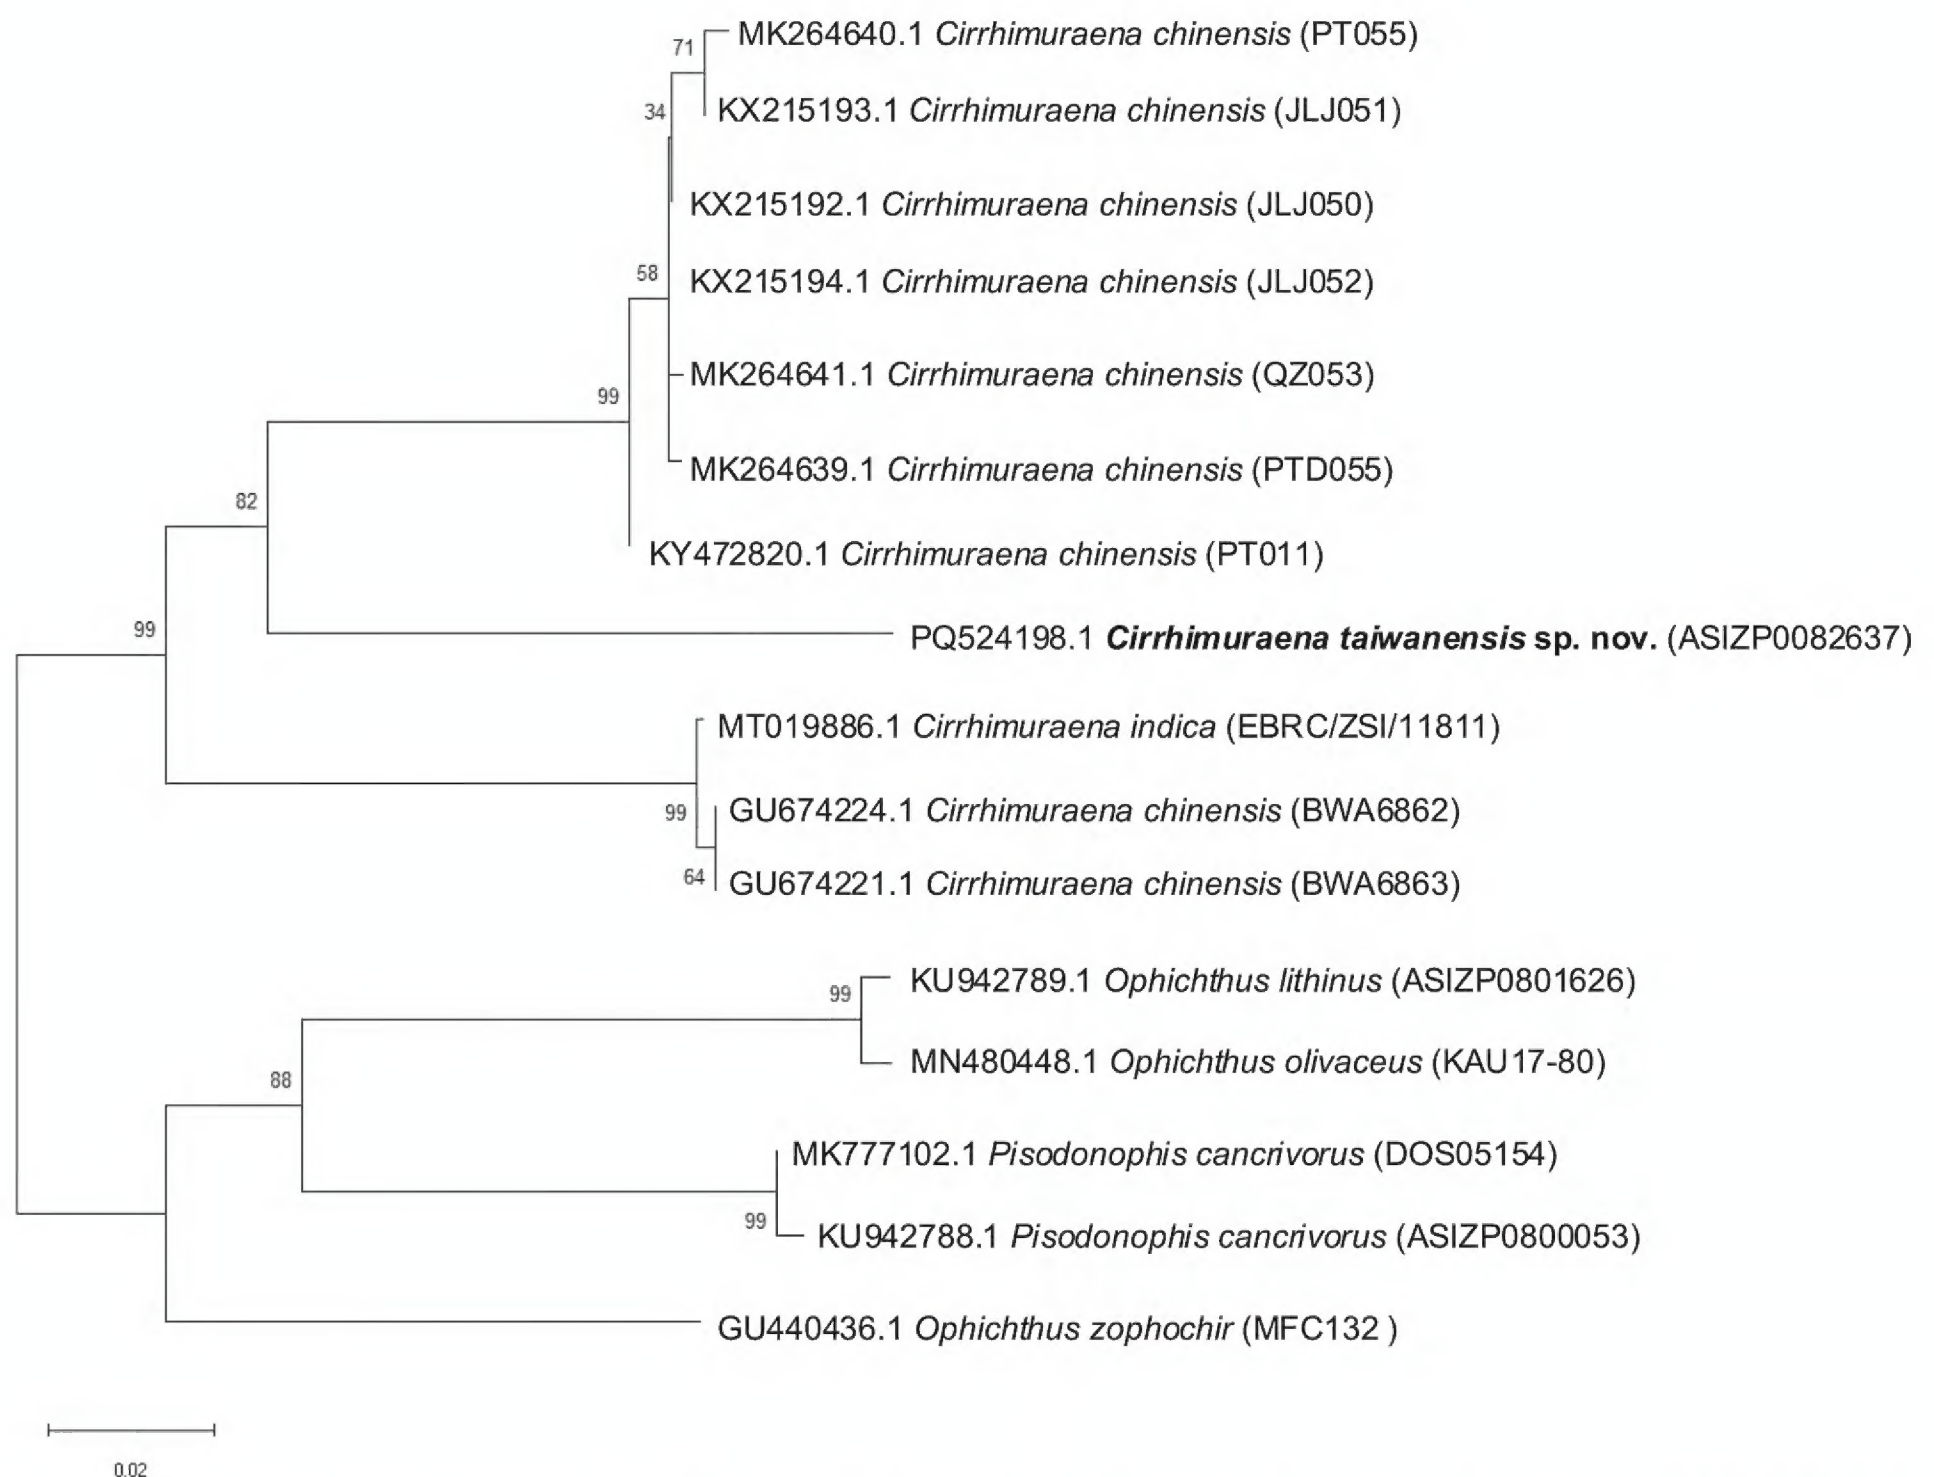 71
MK264640.1 Cirrhimuraena chinensis (PT055)
34
KX215193.1 Cirrhimuraena chinensis (JLJ051)
KX215192.1 Cirrhimuraena chinensis (JLJ050)
58
KX215194.1 Cirrhimuraena chinensis (JLJ052)
MK264641.1 Cirrhimuraena chinensis (QZ053)
99
MK264639.1 Cirrhimuraena chinensis (PTD055)
82
KY472820.1 Cirrhimuraena chinensis (PT011)
99
PQ524198.1 Cirrhimuraena taiwanensis sp. nov. (ASIZP0082637)
MT019886.1 Cirrhimuraena indica (EBRC/ZSI/11811)
99
GU674224.1 Cirrhimuraena chinensis (BWA6862)
64
GU674221.1 Cirrhimuraena chinensis (BWA6863)
99
KU942789.1 Ophichthus lithinus (ASIZP0801626)
MN480448.1 Ophichthus olivaceus (KAU17-80)
88
MK777102.1 Pisodonophis cancrivorus (DOS05154)
99
KU942788.1 Pisodonophis cancrivorus (ASIZP0800053)
GU440436.1 Ophichthus zophochir (MFC132 )
0.02